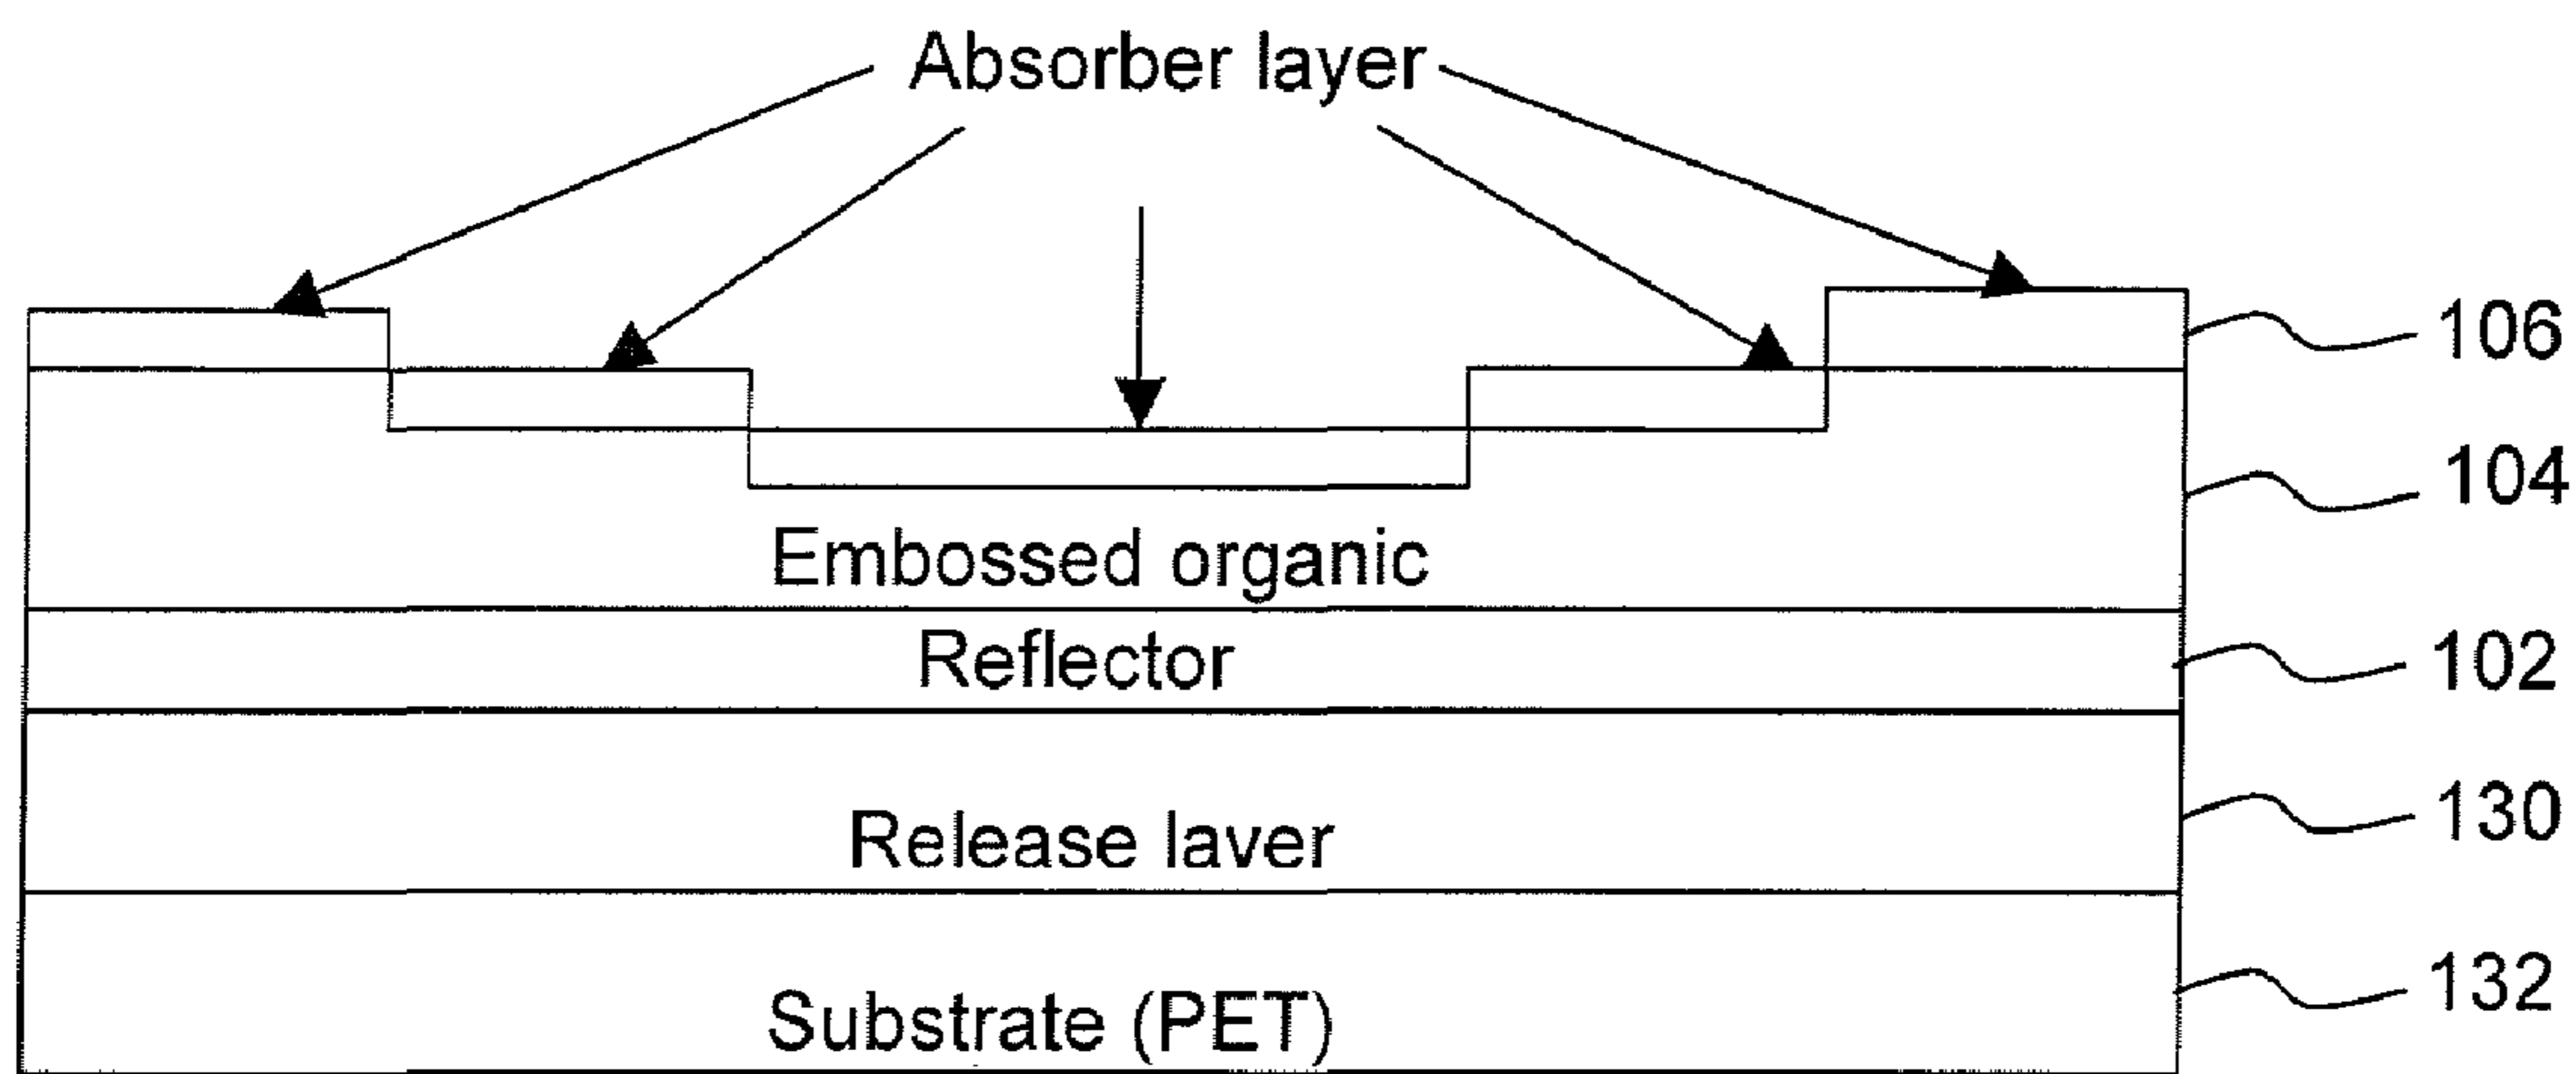 Absorber layer
106
104
Embossed organic
Reflector
102
Release laver
130
Substrate (PET)
132